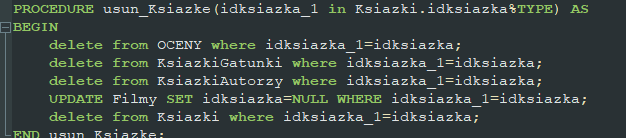 PROCEDURE usun_Ksiazke(idksiazka_1 in Ksiazki.idksiazka%TYPE) AS
BEGIN
delete from OCENY where idksiazka_1=idksiazka;
delete from KsiazkiGatunki where idksiazka_1=idksiazka;
delete from KsiazkiAutorzy where idksiazka_1=idksiazka;
UPDATE Filmy SET idksiazka=NULL WHERE idksiazka_1=idksiazka;
delete from Ksiazki where idksiazka_1=idksiazka;
END usun_Ksiazke;